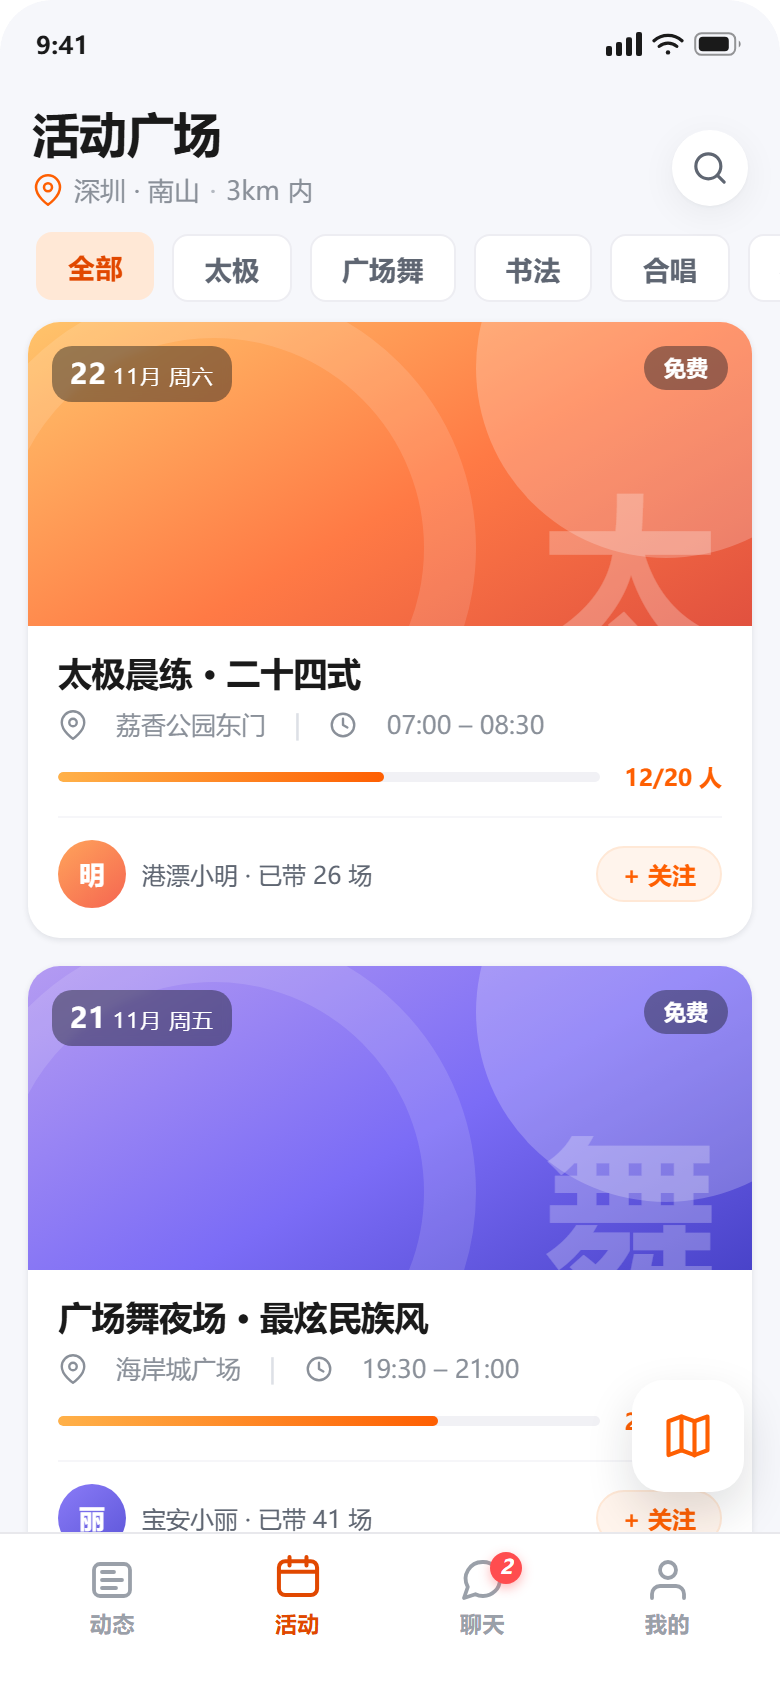 9:41
活动广场
深圳 · 南山 · 3km 内
全部 太极 广场舞 书法 合唱
22 11月 周六
免费
太
太极晨练・二十四式
荔香公园东门 | 07:00 – 08:30
12/20 人
明 港漂小明 · 已带 26 场
+ 关注
21 11月 周五
免费
舞
广场舞夜场・最炫民族风
海岸城广场 | 19:30 – 21:00
丽 宝安小丽 · 已带 41 场
+ 关注
动态 活动 聊天 2 我的